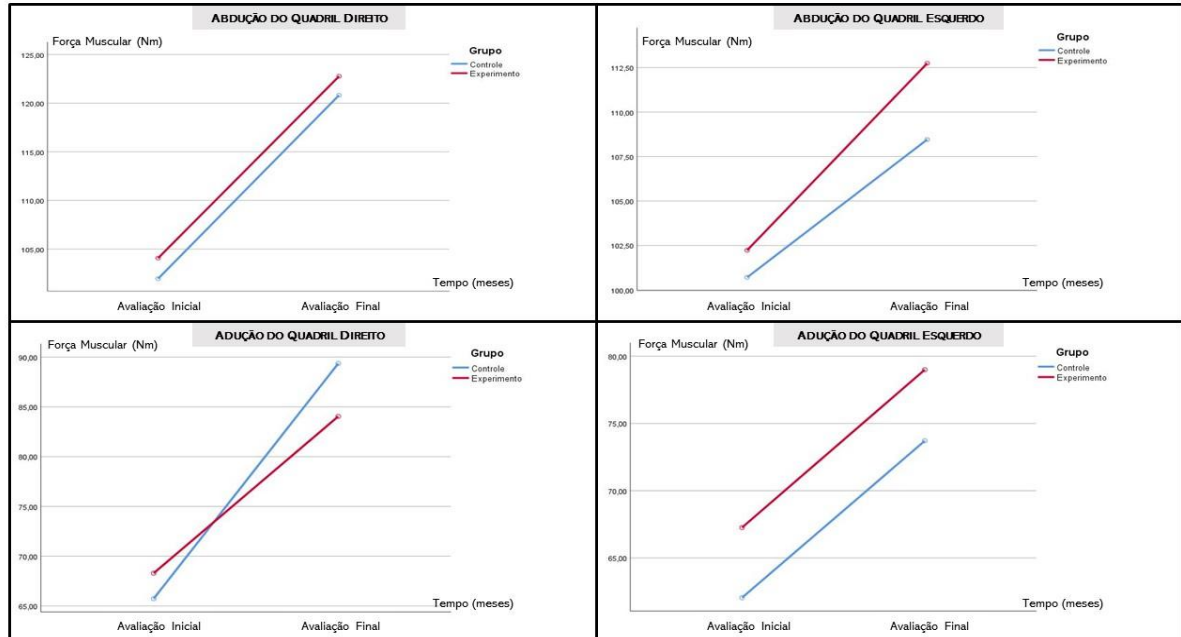 ABDUÇÃO DO QUADRIL DIREITO
Força Muscular (Nm)
Grupo
Controle
Experimento
125,00
120,00
115,00
110,00
105,00
Tempo (meses)
Avaliação Inicial
Avaliação Final
ABDUÇÃO DO QUADRIL ESQUERDO
Força Muscular (Nm)
Grupo
Controle
Experimento
112,50
110,00
107,50
105,00
102,50
100,00
Tempo (meses)
Avaliação Inicial
Avaliação Final
ADUÇÃO DO QUADRIL DIREITO
Força Muscular (Nm)
Grupo
Controle
Experimento
90,00
85,00
80,00
75,00
70,00
65,00
Tempo (meses)
Avaliação Inicial
Avaliação Final
ADUÇÃO DO QUADRIL ESQUERDO
Força Muscular (Nm)
Grupo
Controle
Experimento
80,00
75,00
70,00
65,00
Tempo (meses)
Avaliação Inicial
Avaliação Final